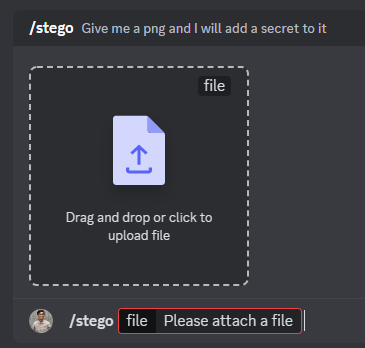 /stego Give me a png and I will add a secret to it
file
Drag and drop or click to
upload file
/stego file Please attach a file